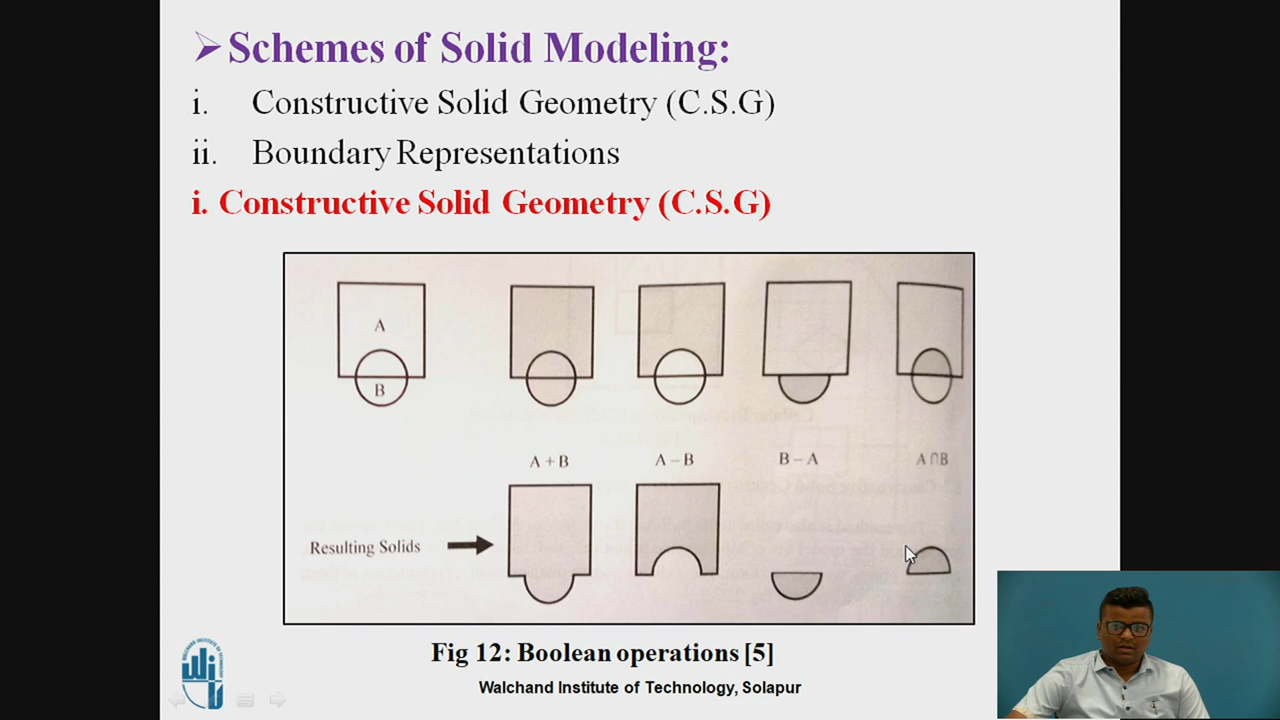 Schemes of Solid Modeling:
i. Constructive Solid Geometry (C.S.G)
ii. Boundary Representations
i. Constructive Solid Geometry (C.S.G)
A
B
A + B A – B B – A A ∩ B
Resulting Solids
Fig 12: Boolean operations [5]
Walchand Institute of Technology, Solapur